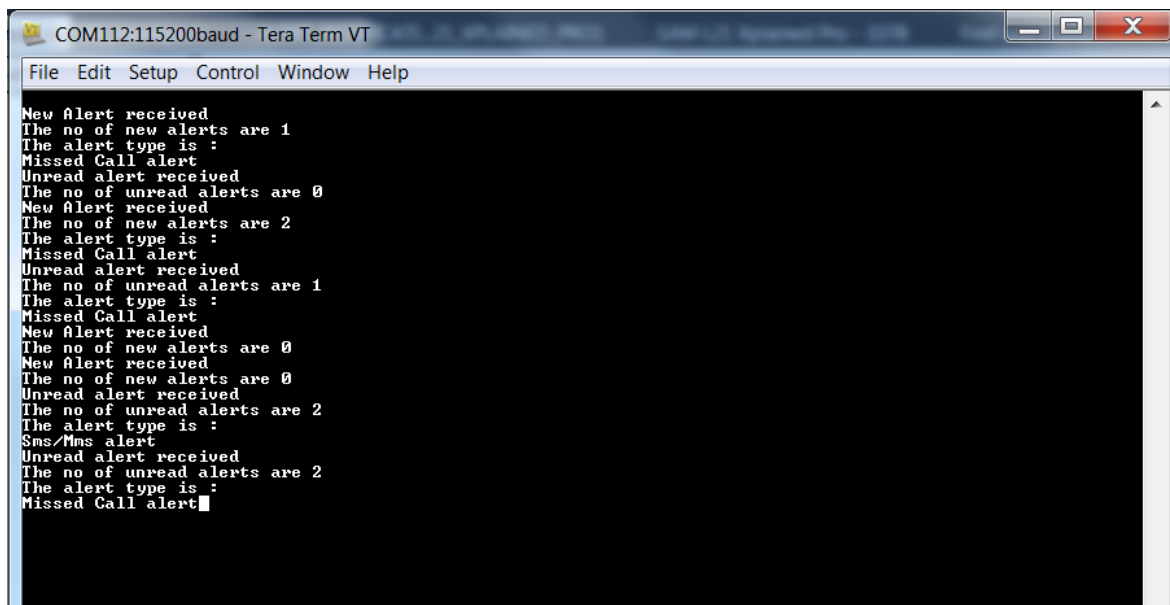 COM112:115200baud - Tera Term VT
File Edit Setup Control Window Help
New Alert received
The no of new alerts are 1
The alert type is :
Missed Call alert
Unread alert received
The no of unread alerts are 0
New Alert received
The no of new alerts are 2
The alert type is :
Missed Call alert
Unread alert received
The no of unread alerts are 1
The alert type is :
Missed Call alert
New Alert received
The no of new alerts are 0
New Alert received
The no of new alerts are 0
Unread alert received
The no of unread alerts are 2
The alert type is :
Sms/Mms alert
Unread alert received
The no of unread alerts are 2
The alert type is :
Missed Call alert